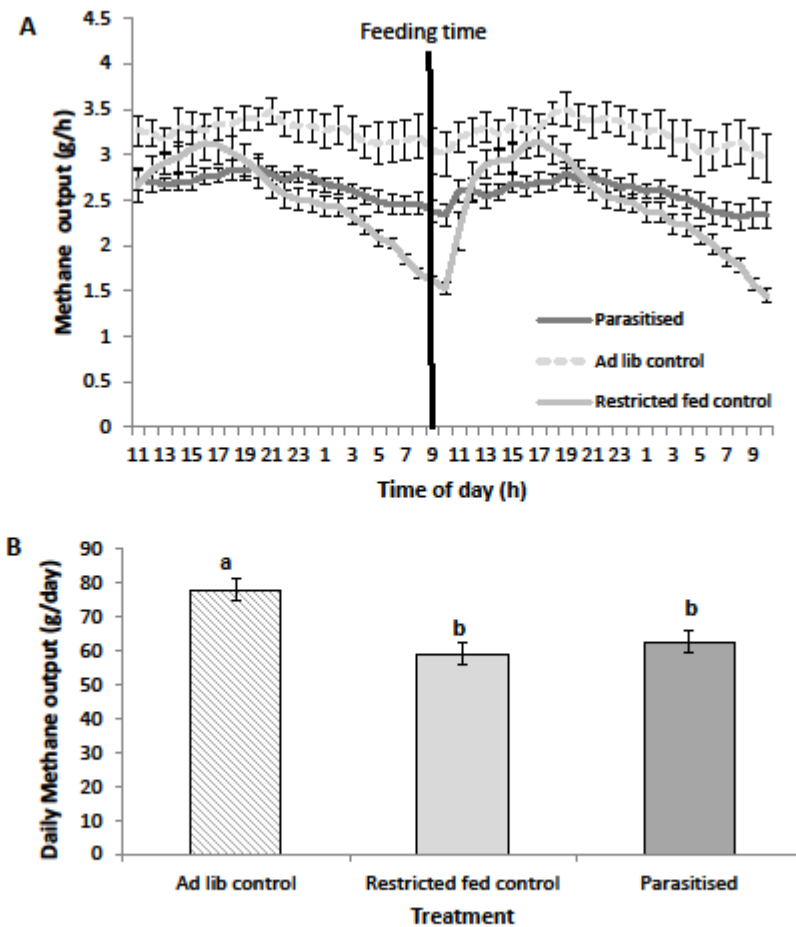 A
Feeding time
4.5
4
3.5
3
2.5
2
1.5
1
0.5
0
Methane output (g/h)
Parasitised
Ad lib control
Restricted fed control
11 13 15 17 19 21 23 1 3 5 7 9 11 13 15 17 19 21 23 1 3 5 7 9
Time of day (h)
B
90
80
70
60
50
40
30
20
10
0
Daily Methane output (g/day)
a
b
b
Ad lib control Restricted fed control Parasitised
Treatment